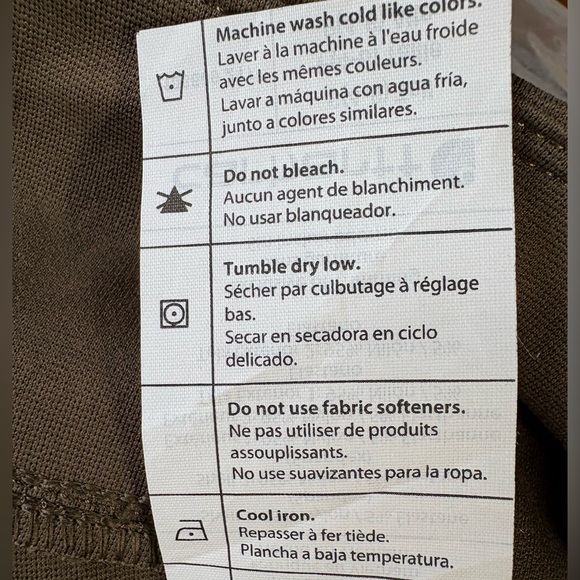 Machine wash cold like colors.
Laver à la machine à l'eau froide
avec les mêmes couleurs.
Lavar a máquina con agua fría,
junto a colores similares.
Do not bleach.
Aucun agent de blanchiment.
No usar blanqueador.
Tumble dry low.
Sécher par culbutage à réglage
bas.
Secar en secadora en ciclo
delicado.
Do not use fabric softeners.
Ne pas utiliser de produits
assouplissants.
No use suavizantes para la ropa.
Cool iron.
Repasser à fer tiède.
Plancha a baja temperatura.